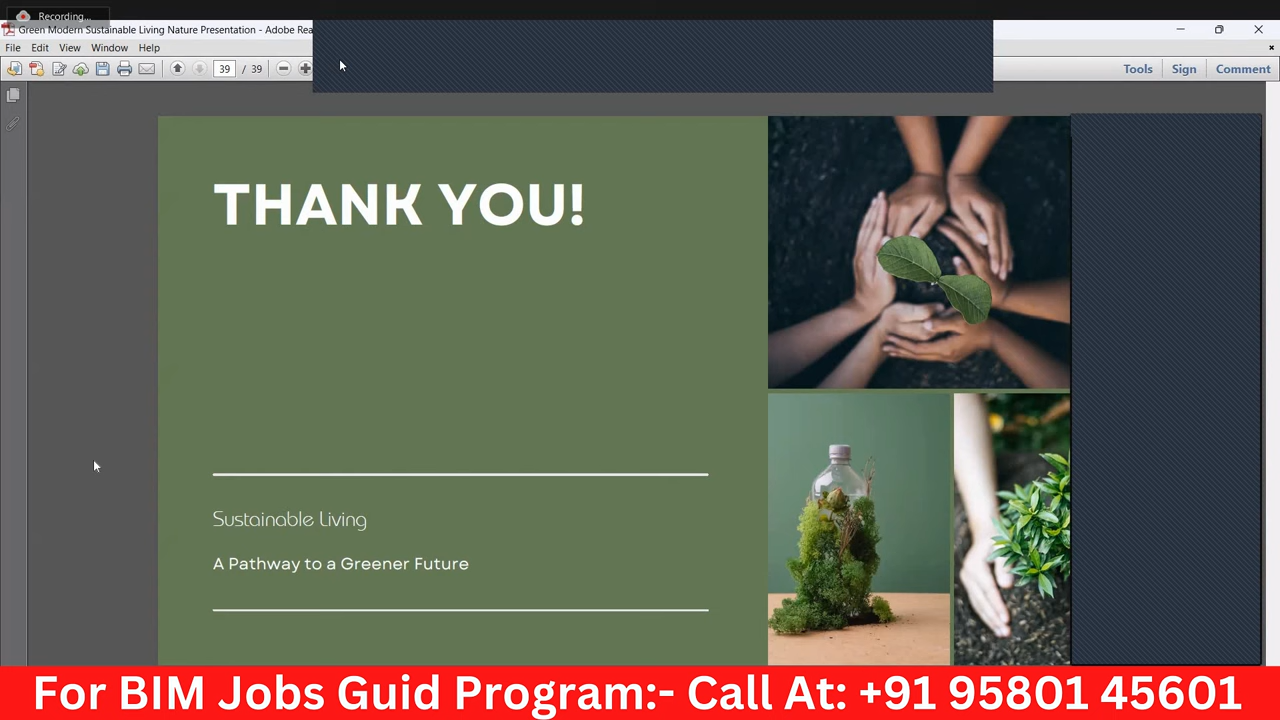 Recording...
Green Modern Sustainable Living Nature Presentation - Adobe Rea
File Edit View Window Help
39 / 39
Tools Sign Comment
THANK YOU!
Sustainable Living
A Pathway to a Greener Future
For BIM Jobs Guid Program:- Call At: +91 95801 45601